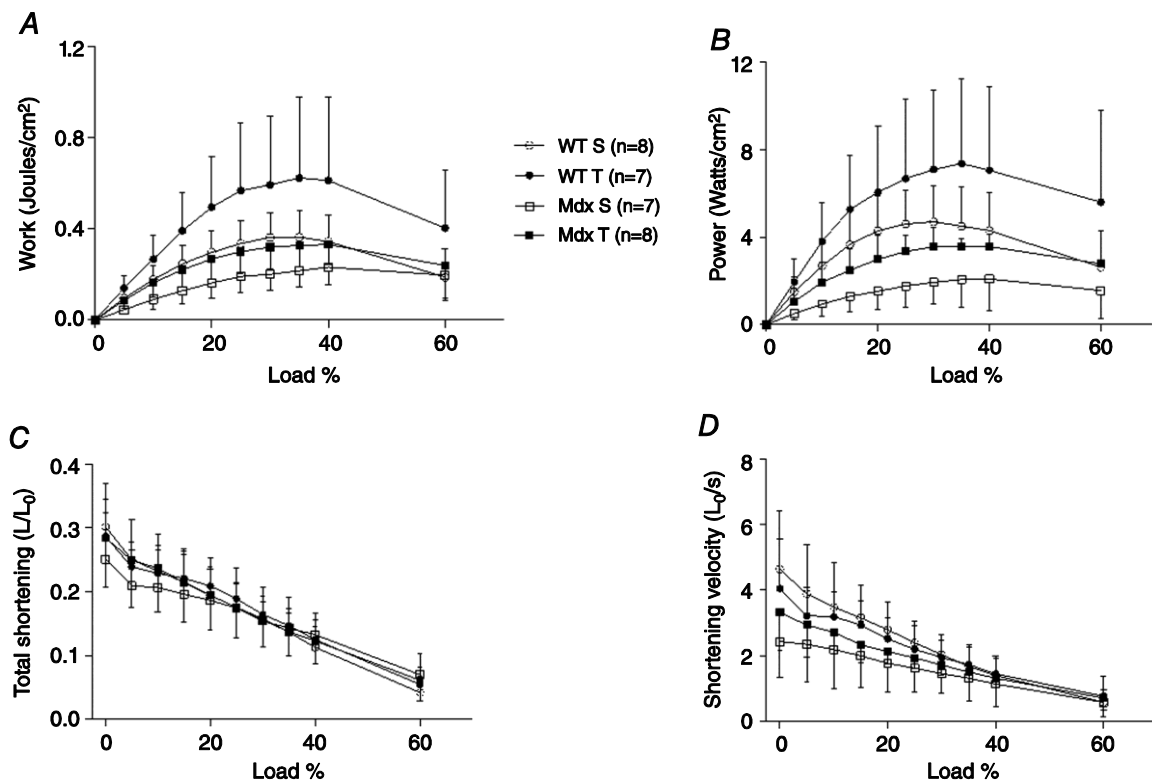 A
1.2
0.8
0.4
0.0
Work (Joules/cm²)
0 20 40 60
Load %
WT S (n=8)
WT T (n=7)
Mdx S (n=7)
Mdx T (n=8)
B
12
8
4
0
Power (Watts/cm²)
0 20 40 60
Load %
C
0.4
0.3
0.2
0.1
0.0
Total shortening (L/L₀)
0 20 40 60
Load %
D
8
6
4
2
0
Shortening velocity (L₀/s)
0 20 40 60
Load %